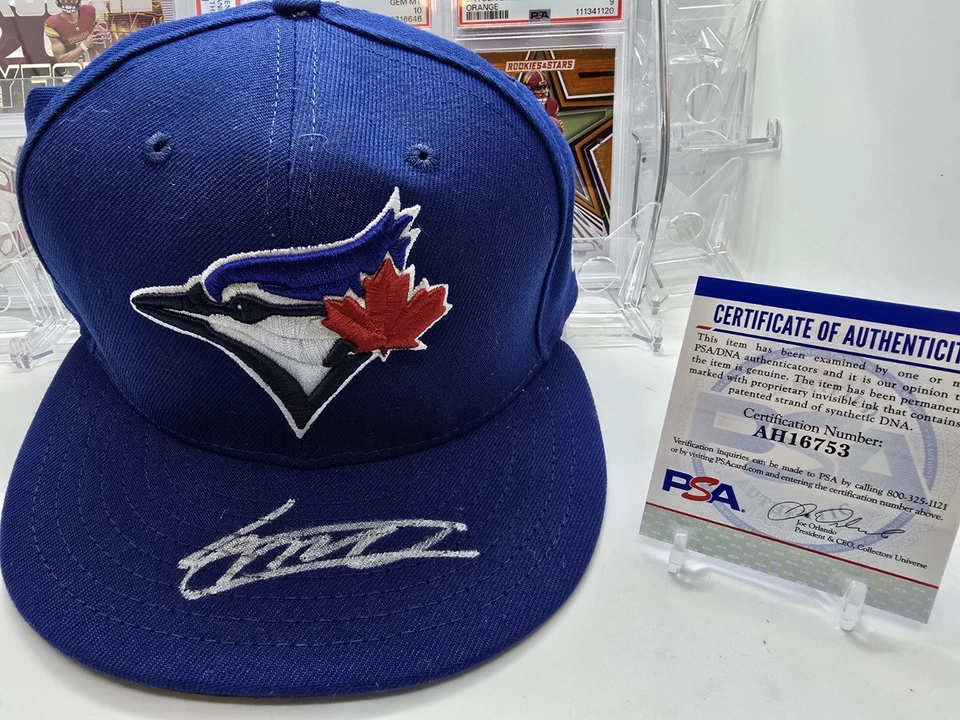 GEM MT
10
ORANGE
PSA
9
111341120
ROOKIES & STARS
CERTIFICATE OF AUTHENTICIT
This item has been examined by one or m
PSA/DNA authenticators and it is our opinion t
the item is genuine. The item has been permanen
marked with proprietary invisible ink that contains
patented strand of synthetic DNA.
Certification Number:
AH16753
Verification inquiries can be made to PSA by calling 800-325-1121
or by visiting PSAcard.com and entering the certification number above.
PSA
Joe Orlando
President & CEO, Collectors Universe